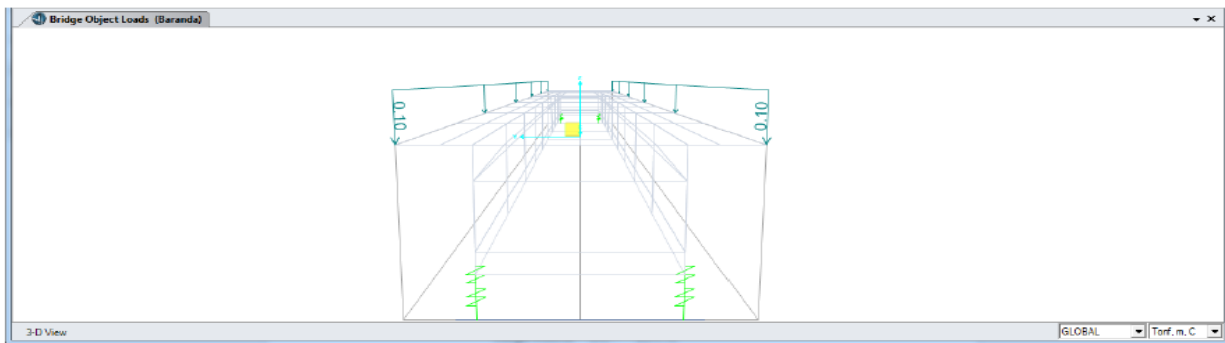 Bridge Object Loads (Baranda)
0.10
0.10
3-D View
GLOBAL
Tonf, m, C